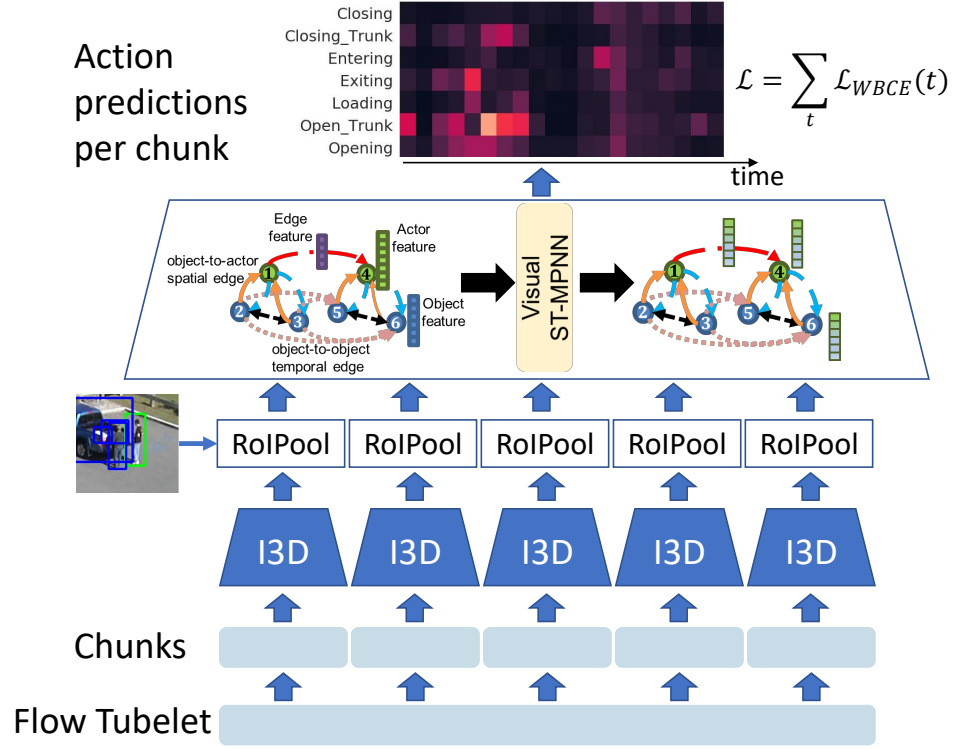 Action
predictions
per chunk
Closing
Closing_Trunk
Entering
Exiting
Loading
Open_Trunk
Opening
ℒ = ∑ ℒ_WBCE(t)
t
time
Edge
feature
Actor
feature
object-to-actor
spatial edge
Object
feature
object-to-object
temporal edge
1 4
2 3 5 6
Visual
ST-MPNN
1 4
2 3 5 6
RoIPool RoIPool RoIPool RoIPool RoIPool
I3D I3D I3D I3D I3D
Chunks
Flow Tubelet